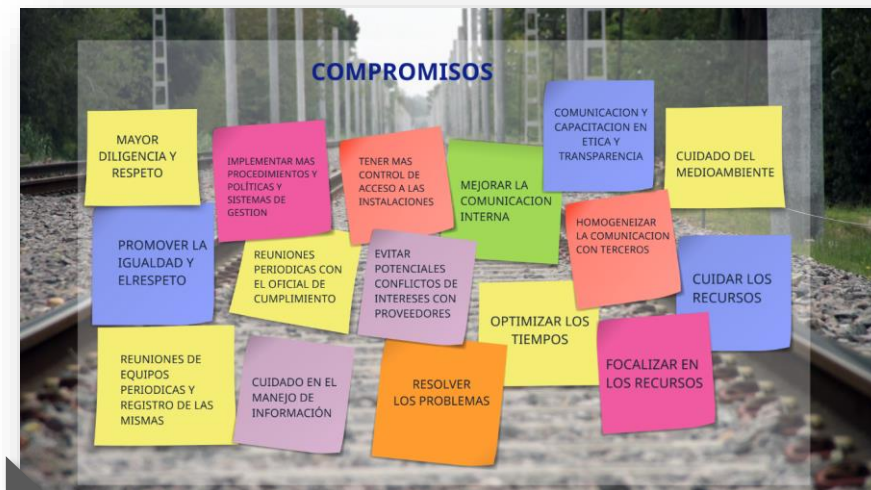 COMPROMISOS
MAYOR
DILIGENCIA Y
RESPETO
IMPLEMENTAR MAS
PROCEDIMIENTOS Y
POLÍTICAS Y
SISTEMAS DE
GESTION
TENER MAS
CONTROL DE
ACCESO A LAS
INSTALACIONES
MEJORAR LA
COMUNICACION
INTERNA
COMUNICACION Y
CAPACITACION EN
ETICA Y
TRANSPARENCIA
CUIDADO DEL
MEDIOAMBIENTE
PROMOVER LA
IGUALDAD Y
ELRESPETO
REUNIONES
PERIODICAS CON
EL OFICIAL DE
CUMPLIMIENTO
EVITAR
POTENCIALES
CONFLICTOS DE
INTERESES CON
PROVEEDORES
HOMOGENEIZAR
LA COMUNICACION
CON TERCEROS
CUIDAR LOS
RECURSOS
OPTIMIZAR LOS
TIEMPOS
REUNIONES DE
EQUIPOS
PERIODICAS Y
REGISTRO DE LAS
MISMAS
CUIDADO EN EL
MANEJO DE
INFORMACIÓN
RESOLVER
LOS PROBLEMAS
FOCALIZAR EN
LOS RECURSOS